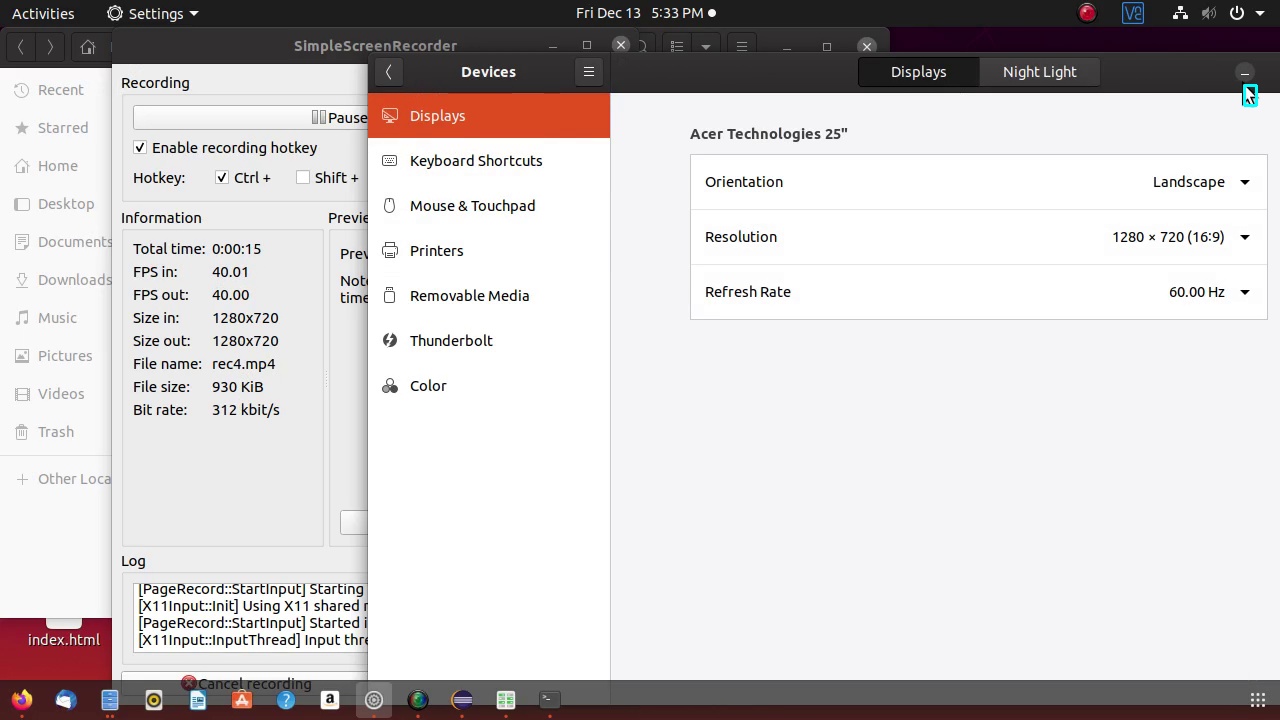 Activities
Settings
Fri Dec 13 5:33 PM
V2
SimpleScreenRecorder
Recent
Starred
Home
Desktop
Documents
Downloads
Music
Pictures
Videos
Trash
Other Loca
index.html
Recording
Pause
Enable recording hotkey
Hotkey: Ctrl + Shift +
Information
Total time: 0:00:15
FPS in: 40.01
FPS out: 40.00
Size in: 1280x720
Size out: 1280x720
File name: rec4.mp4
File size: 930 KiB
Bit rate: 312 kbit/s
Previe
Prev
Note
time
Log
[PageRecord::StartInput] Starting
[X11Input::Init] Using X11 shared
[PageRecord::StartInput] Started i
[X11Input::InputThread] Input thre
Cancel recording
Devices
Displays
Keyboard Shortcuts
Mouse & Touchpad
Printers
Removable Media
Thunderbolt
Color
Displays
Night Light
Acer Technologies 25"
Orientation Landscape
Resolution 1280 × 720 (16:9)
Refresh Rate 60.00 Hz